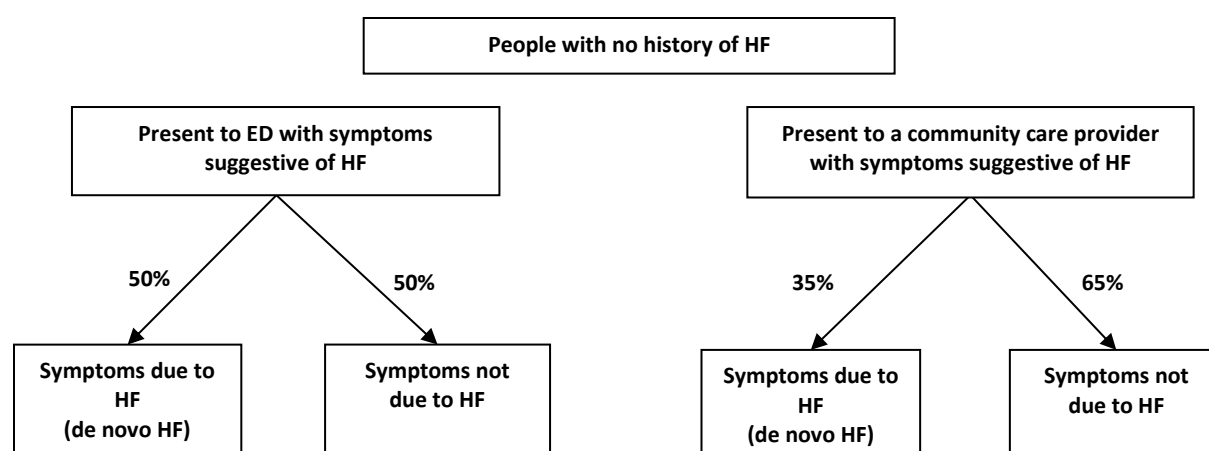 People with no history of HF
Present to ED with symptoms
suggestive of HF
Present to a community care provider
with symptoms suggestive of HF
50%
50%
35%
65%
Symptoms due to
HF
(de novo HF)
Symptoms not
due to HF
Symptoms due to
HF
(de novo HF)
Symptoms not
due to HF